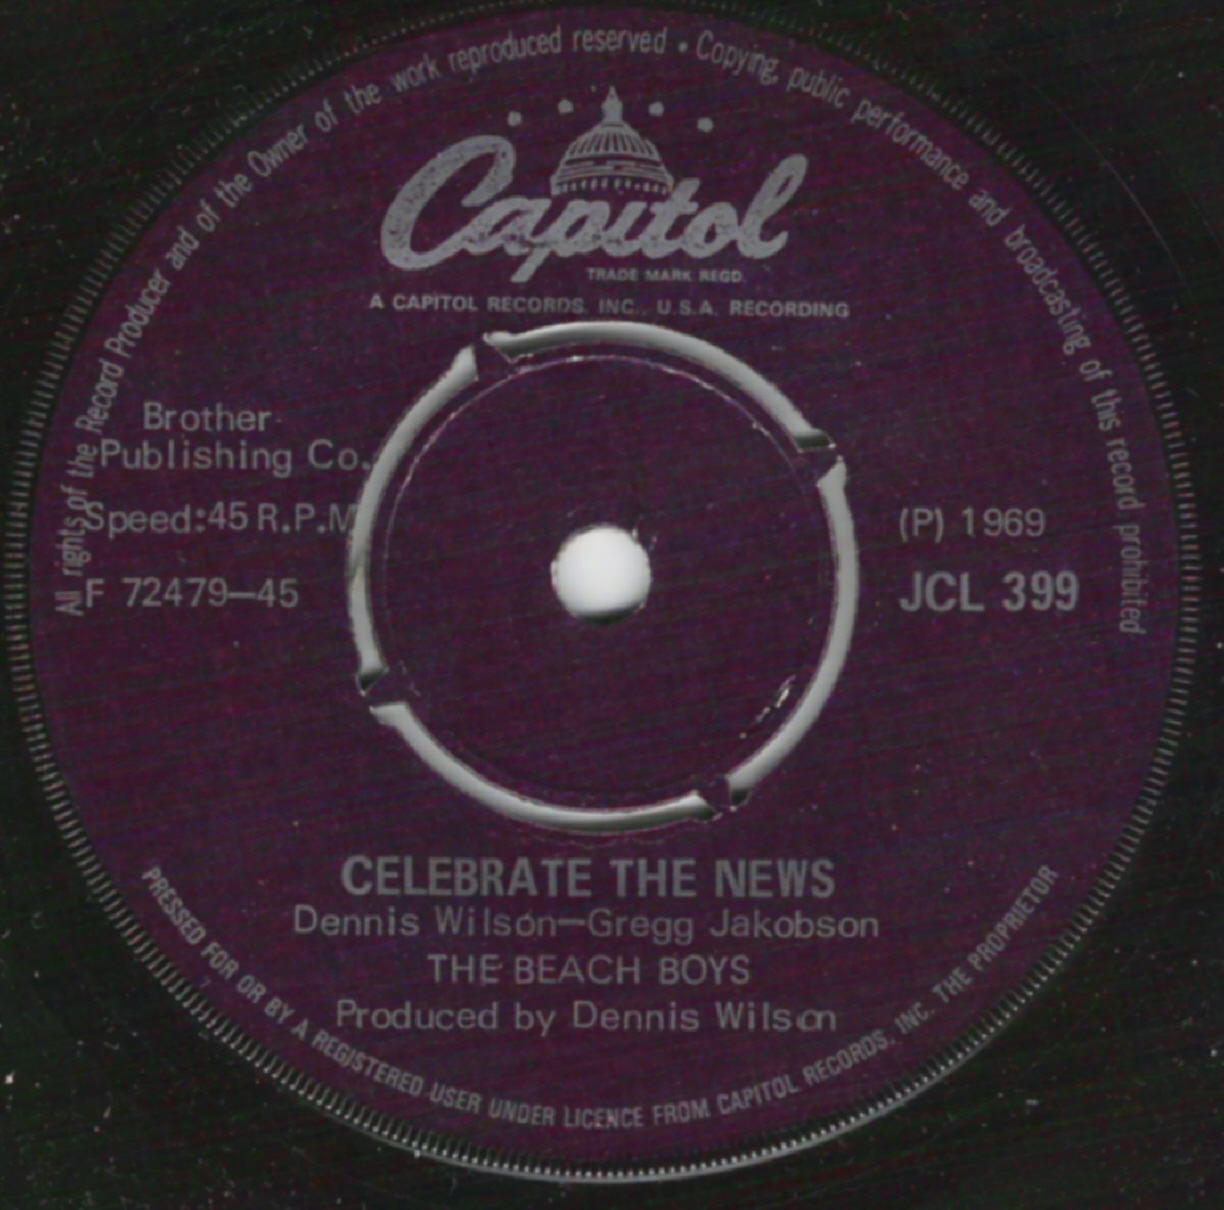 All rights of the Record Producer and of the Owner of the work reproduced reserved • Copying, public performance and broadcasting of this record prohibited
Capitol
TRADE MARK REGD.
A CAPITOL RECORDS, INC., U.S.A. RECORDING
Brother
Publishing Co.
Speed:45 R.P.M
F 72479–45
(P) 1969
JCL 399
CELEBRATE THE NEWS
Dennis Wilson–Gregg Jakobson
THE BEACH BOYS
Produced by Dennis Wilson
PRESSED FOR OR BY A REGISTERED USER UNDER LICENCE FROM CAPITOL RECORDS, INC. THE PROPRIETOR